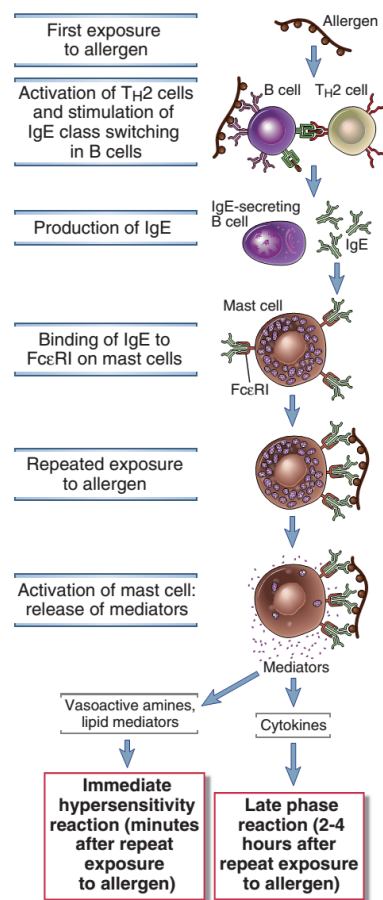 First exposure
to allergen
Allergen
Activation of TH2 cells
and stimulation of
IgE class switching
in B cells
B cell
TH2 cell
Production of IgE
IgE-secreting
B cell
IgE
Binding of IgE to
FcεRI on mast cells
Mast cell
FcεRI
Repeated exposure
to allergen
Activation of mast cell:
release of mediators
Mediators
Vasoactive amines,
lipid mediators
Cytokines
Immediate
hypersensitivity
reaction (minutes
after repeat
exposure
to allergen)
Late phase
reaction (2-4
hours after
repeat exposure
to allergen)